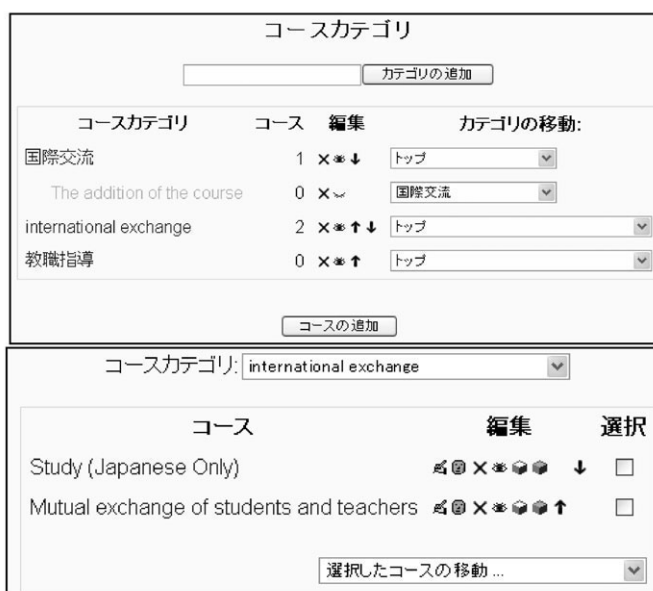 コースカテゴリ
カテゴリの追加
コースカテゴリ コース 編集 カテゴリの移動:
国際交流 1 トップ
The addition of the course 0 国際交流
international exchange 2 トップ
教職指導 0 トップ
コースの追加
コースカテゴリ: international exchange
コース 編集 選択
Study (Japanese Only)
Mutual exchange of students and teachers
選択したコースの移動 ...